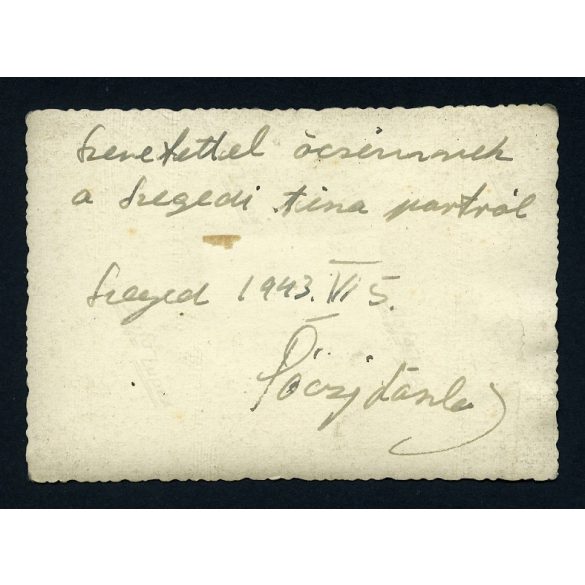 Szeretettel öcsémnek
a Szegedi tisza partról
Szeged 1943. VI 5.